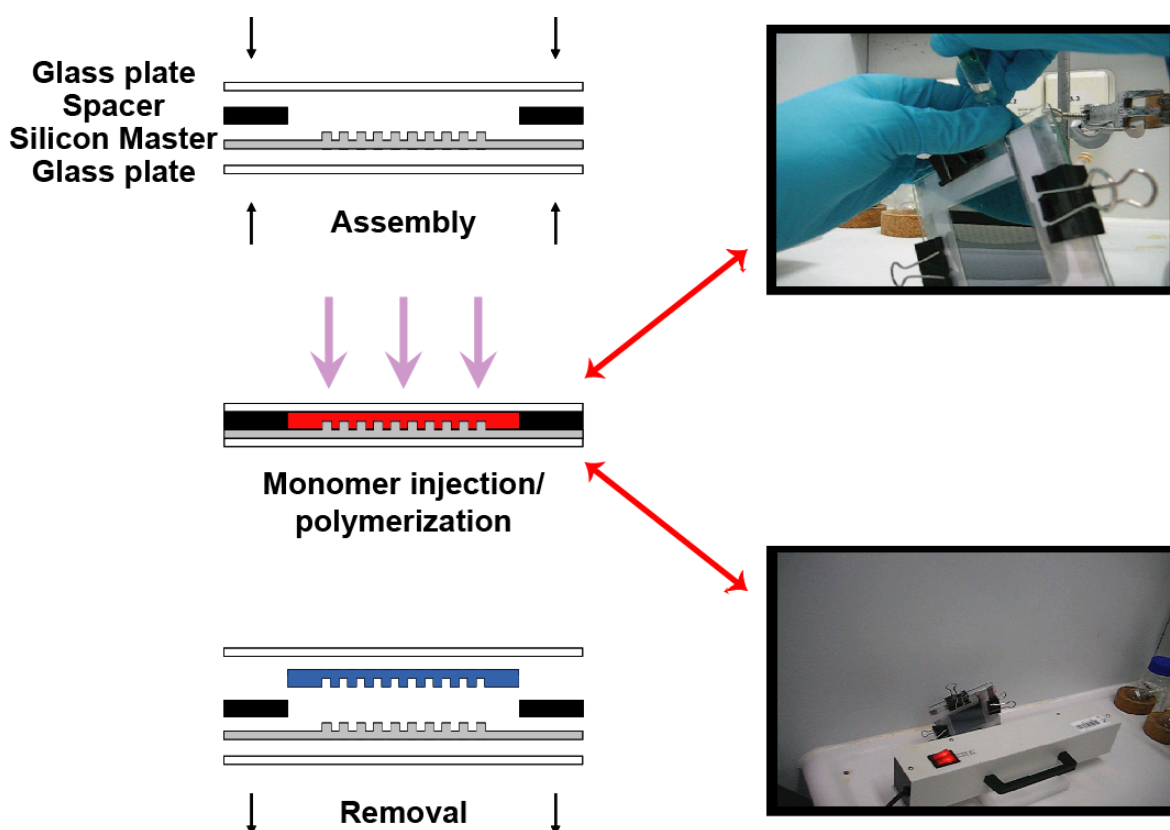 Glass plate
Spacer
Silicon Master
Glass plate
Assembly
Monomer injection/
polymerization
Removal